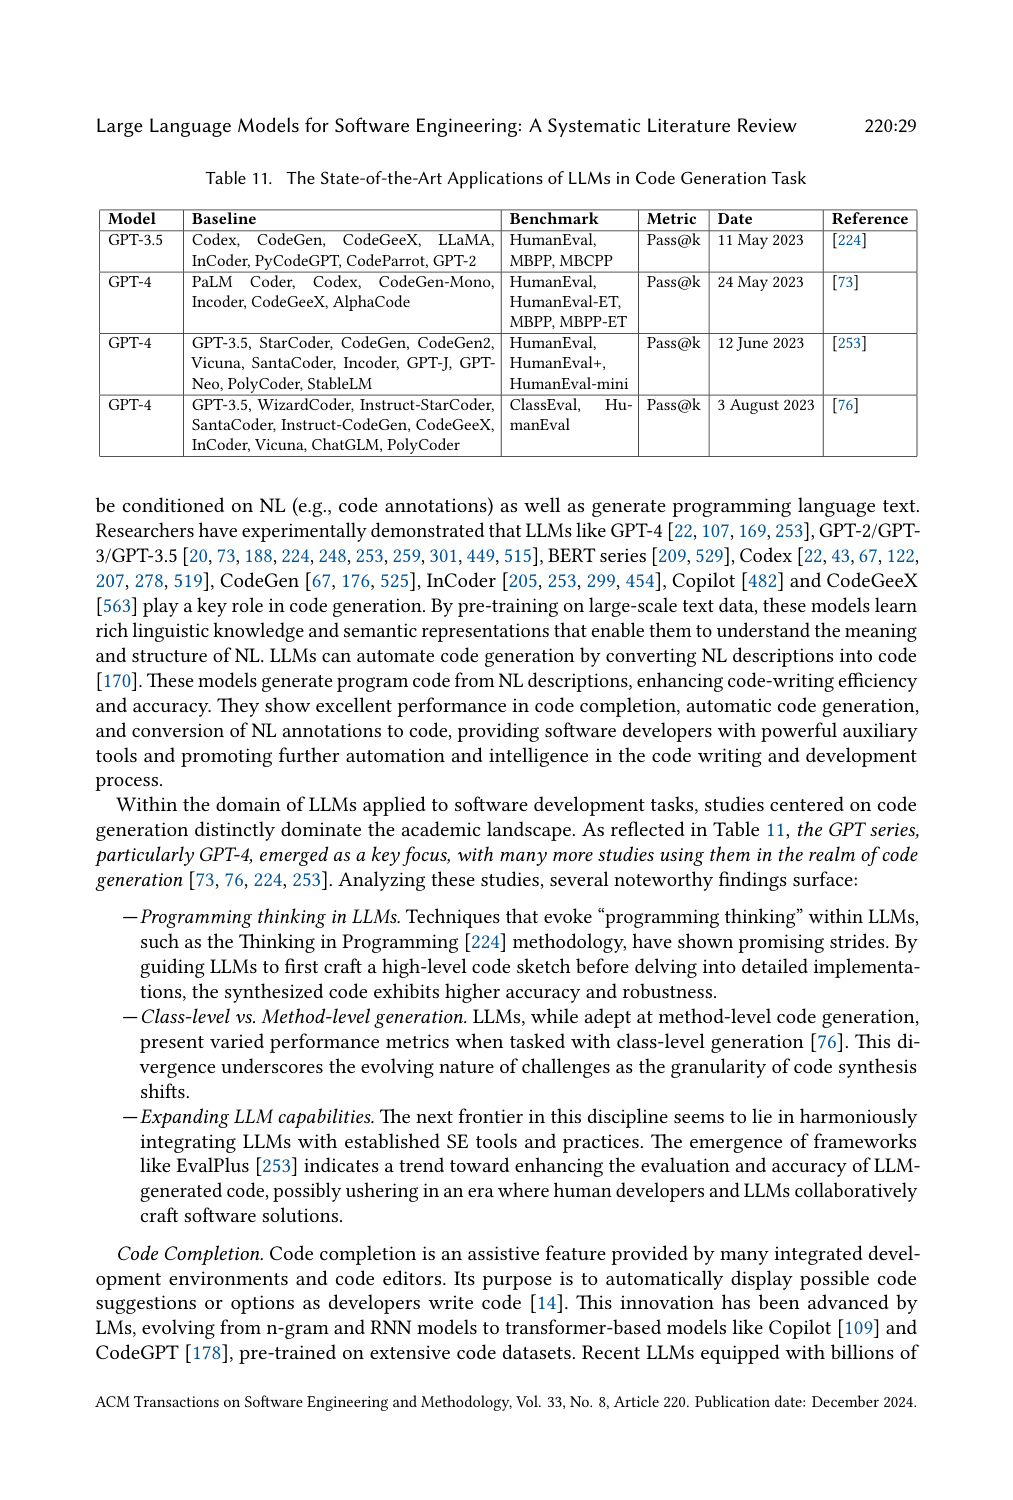 Large Language Models for Software Engineering: A Systematic Literature Review 220:29
Table 11. The State-of-the-Art Applications of LLMs in Code Generation Task
Model Baseline Benchmark Metric Date Reference
GPT-3.5 Codex, CodeGen, CodeGeeX, LLaMA, HumanEval, Pass@k 11 May 2023 [224]
InCoder, PyCodeGPT, CodeParrot, GPT-2 MBPP, MBCPP
GPT-4 PaLM Coder, Codex, CodeGen-Mono, HumanEval, Pass@k 24 May 2023 [73]
Incoder, CodeGeeX, AlphaCode HumanEval-ET,
MBPP, MBPP-ET
GPT-4 GPT-3.5, StarCoder, CodeGen, CodeGen2, HumanEval, Pass@k 12 June 2023 [253]
Vicuna, SantaCoder, Incoder, GPT-J, GPT- HumanEval+,
Neo, PolyCoder, StableLM HumanEval-mini
GPT-4 GPT-3.5, WizardCoder, Instruct-StarCoder, ClassEval, Hu- Pass@k 3 August 2023 [76]
SantaCoder, Instruct-CodeGen, CodeGeeX, manEval
InCoder, Vicuna, ChatGLM, PolyCoder
be conditioned on NL (e.g., code annotations) as well as generate programming language text.
Researchers have experimentally demonstrated that LLMs like GPT-4 [22, 107, 169, 253], GPT-2/GPT-
3/GPT-3.5 [20, 73, 188, 224, 248, 253, 259, 301, 449, 515], BERT series [209, 529], Codex [22, 43, 67, 122,
207, 278, 519], CodeGen [67, 176, 525], InCoder [205, 253, 299, 454], Copilot [482] and CodeGeeX
[563] play a key role in code generation. By pre-training on large-scale text data, these models learn
rich linguistic knowledge and semantic representations that enable them to understand the meaning
and structure of NL. LLMs can automate code generation by converting NL descriptions into code
[170]. These models generate program code from NL descriptions, enhancing code-writing efficiency
and accuracy. They show excellent performance in code completion, automatic code generation,
and conversion of NL annotations to code, providing software developers with powerful auxiliary
tools and promoting further automation and intelligence in the code writing and development
process.
Within the domain of LLMs applied to software development tasks, studies centered on code
generation distinctly dominate the academic landscape. As reflected in Table 11, the GPT series,
particularly GPT-4, emerged as a key focus, with many more studies using them in the realm of code
generation [73, 76, 224, 253]. Analyzing these studies, several noteworthy findings surface:
—Programming thinking in LLMs. Techniques that evoke “programming thinking” within LLMs,
such as the Thinking in Programming [224] methodology, have shown promising strides. By
guiding LLMs to first craft a high-level code sketch before delving into detailed implementa-
tions, the synthesized code exhibits higher accuracy and robustness.
—Class-level vs. Method-level generation. LLMs, while adept at method-level code generation,
present varied performance metrics when tasked with class-level generation [76]. This di-
vergence underscores the evolving nature of challenges as the granularity of code synthesis
shifts.
—Expanding LLM capabilities. The next frontier in this discipline seems to lie in harmoniously
integrating LLMs with established SE tools and practices. The emergence of frameworks
like EvalPlus [253] indicates a trend toward enhancing the evaluation and accuracy of LLM-
generated code, possibly ushering in an era where human developers and LLMs collaboratively
craft software solutions.
Code Completion. Code completion is an assistive feature provided by many integrated devel-
opment environments and code editors. Its purpose is to automatically display possible code
suggestions or options as developers write code [14]. This innovation has been advanced by
LMs, evolving from n-gram and RNN models to transformer-based models like Copilot [109] and
CodeGPT [178], pre-trained on extensive code datasets. Recent LLMs equipped with billions of
ACM Transactions on Software Engineering and Methodology, Vol. 33, No. 8, Article 220. Publication date: December 2024.